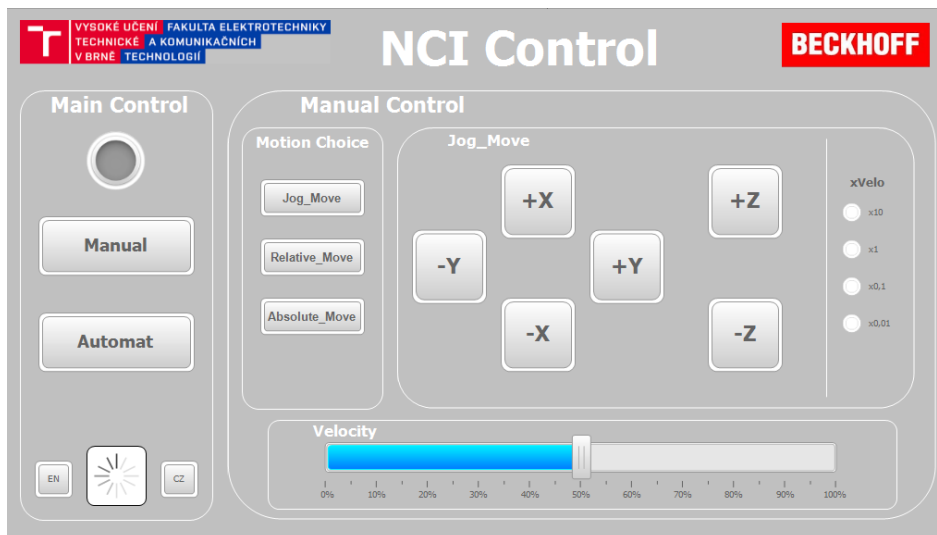 VYSOKÉ UČENÍ FAKULTA ELEKTROTECHNIKY
TECHNICKÉ A KOMUNIKAČNÍCH
V BRNĚ TECHNOLOGIÍ
NCI Control
BECKHOFF
Main Control
Manual
Automat
EN
CZ
Manual Control
Motion Choice
Jog_Move
Relative_Move
Absolute_Move
Jog_Move
+X
+Z
-Y
+Y
-X
-Z
xVelo
x10
x1
x0,1
x0,01
Velocity
0% 10% 20% 30% 40% 50% 60% 70% 80% 90% 100%